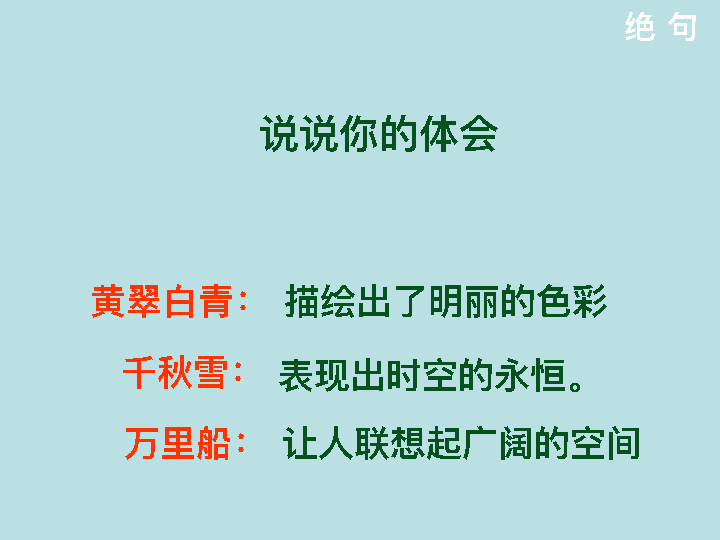 绝 句
说说你的体会
黄翠白青： 描绘出了明丽的色彩
千秋雪： 表现出时空的永恒。
万里船： 让人联想起广阔的空间